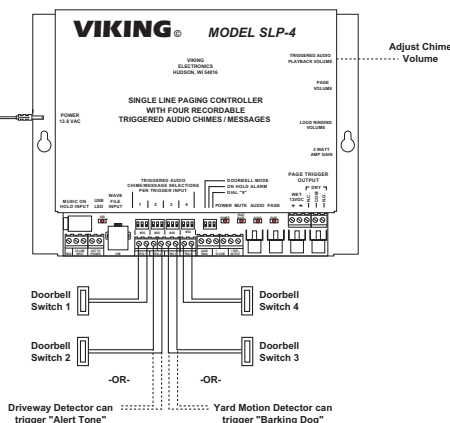 VIKING© MODEL SLP-4
VIKING
ELECTRONICS
HUDSON, WI 54016
TRIGGERED AUDIO
PLAYBACK VOLUME
Adjust Chime
Volume
PAGE
VOLUME
SINGLE LINE PAGING CONTROLLER
WITH FOUR RECORDABLE
TRIGGERED AUDIO CHIMES / MESSAGES
POWER
13.8 VAC
LOUD RINGING
VOLUME
2 WATT
AMP GAIN
TRIGGERED AUDIO
CHIME/MESSAGE SELECTIONS
PER TRIGGER INPUT
1 2 3 4
DOORBELL MODE
ON HOLD ALARM
DIAL "9"
PAGE TRIGGER
OUTPUT
WET
12VDC
+ -
DRY
N.C.
COM
N.O.
MUSIC ON
HOLD INPUT
USB
LED
WAVE
FILE
INPUT
POWER MUTE AUDIO PAGE
Doorbell
Switch 1
Doorbell
Switch 4
Doorbell
Switch 2
Doorbell
Switch 3
-OR-
-OR-
Driveway Detector can
trigger "Alert Tone"
Yard Motion Detector can
trigger "Barking Dog"